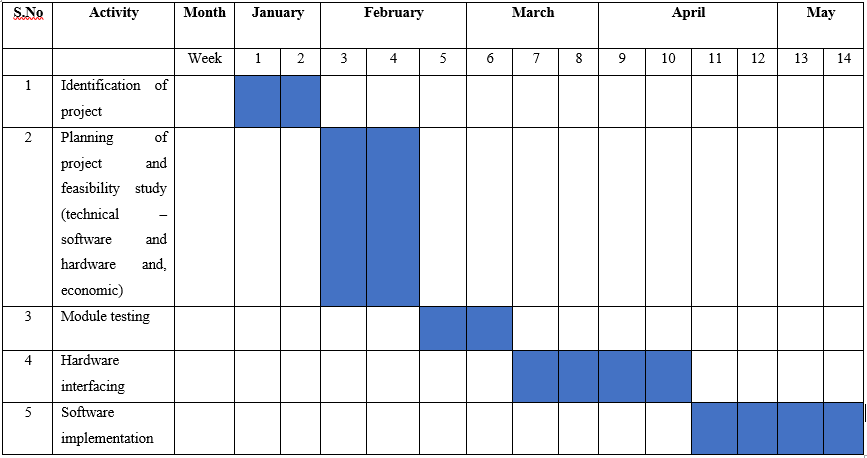 S.No Activity Month January February March April May
Week 1 2 3 4 5 6 7 8 9 10 11 12 13 14
1 Identification of
project
2 Planning of
project and
feasibility study
(technical –
software and
hardware and,
economic)
3 Module testing
4 Hardware
interfacing
5 Software
implementation